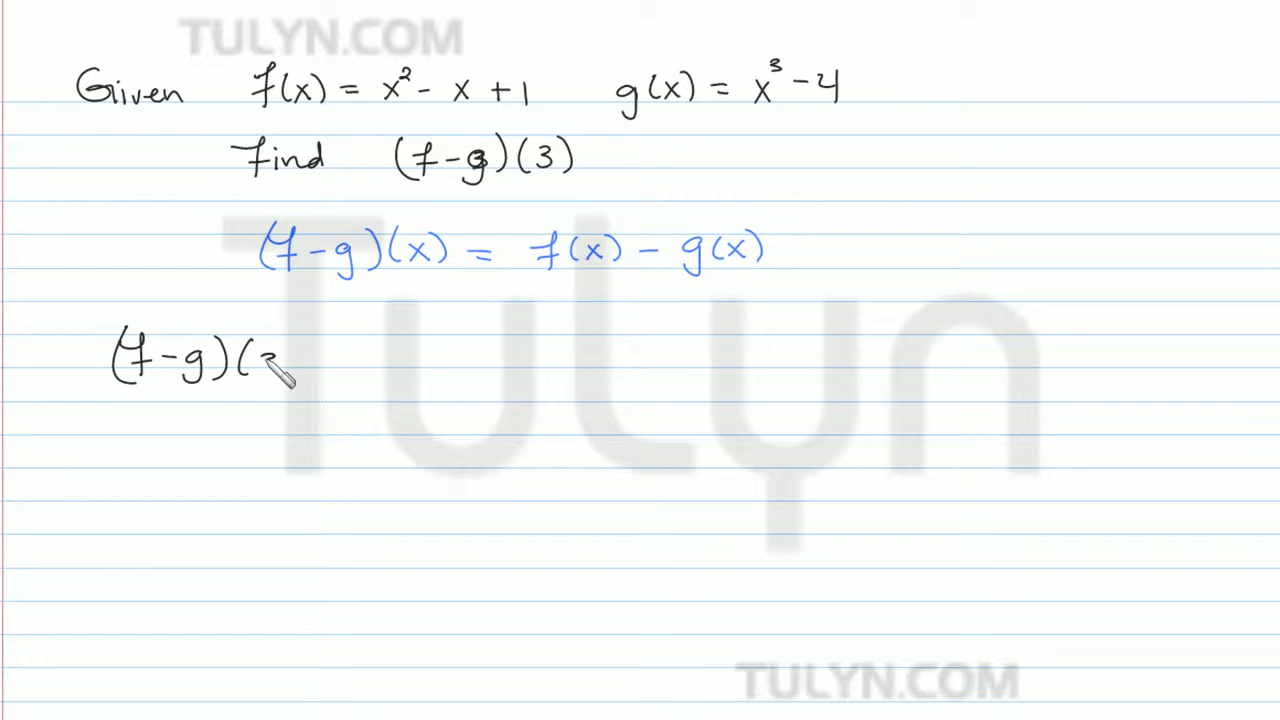 TULYN.COM
Given f(x) = x² - x + 1 g(x) = x³ - 4
Find (f-g)(3)
(f-g)(x) = f(x) - g(x)
(f-g)(
Tulyn
TULYN.COM